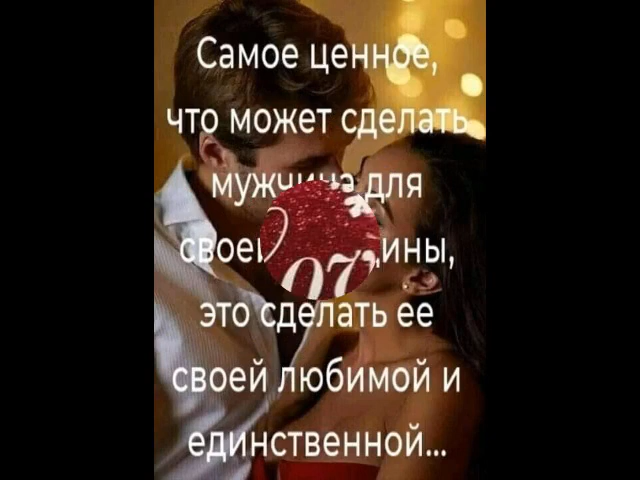 Самое ценное,
что может сделать
для
это сделать ее
своей любимой и
единственной...